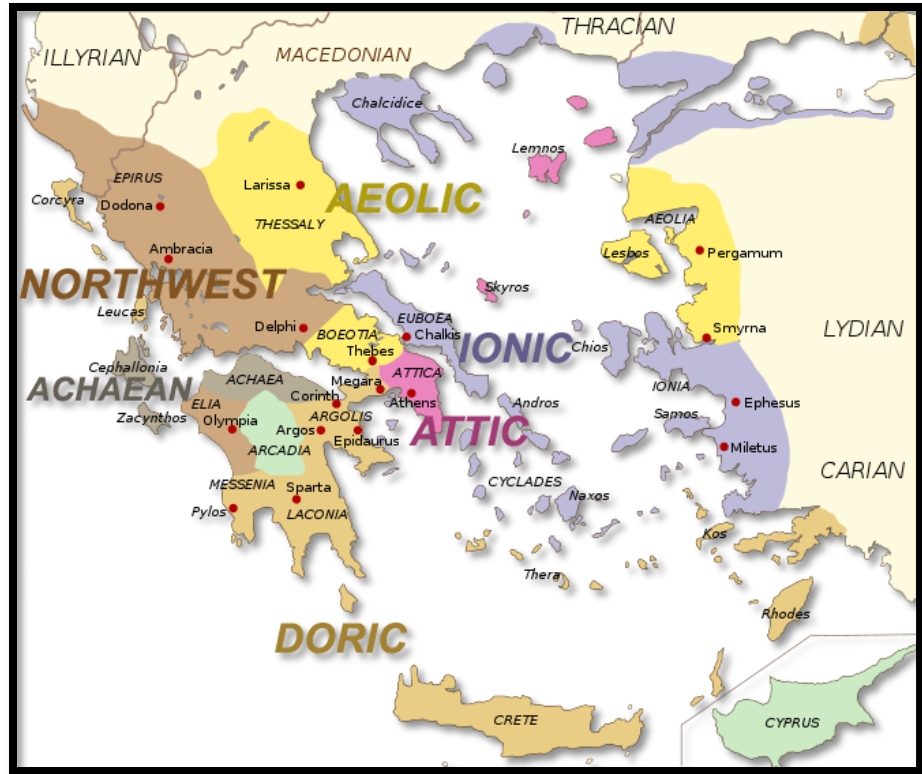 THRACIAN
ILLYRIAN
MACEDONIAN
Chalcidice
Lemnos
EPIRUS
Larissa
AEOLIC
Corcyra
Dodona
THESSALY
AEOLIA
Ambracia
Lesbos
Pergamum
NORTHWEST
Skyros
Leucas
EUBOEA
Delphi
BOEOTIA
Chalkis
Smyrna
LYDIAN
Thebes
IONIC
Chios
Cephallonia
ATTICA
ACHAEA
Megara
ACHAEAN
IONIA
Athens
Corinth
Andros
Ephesus
ELIA
Zacynthos
ARGOLIS
Samos
Olympia
Argos
ATTIC
Epidaurus
Miletus
ARCADIA
CARIAN
MESSENIA
CYCLADES
Sparta
Naxos
Pylos
LACONIA
Kos
Thera
Rhodes
DORIC
CRETE
CYPRUS